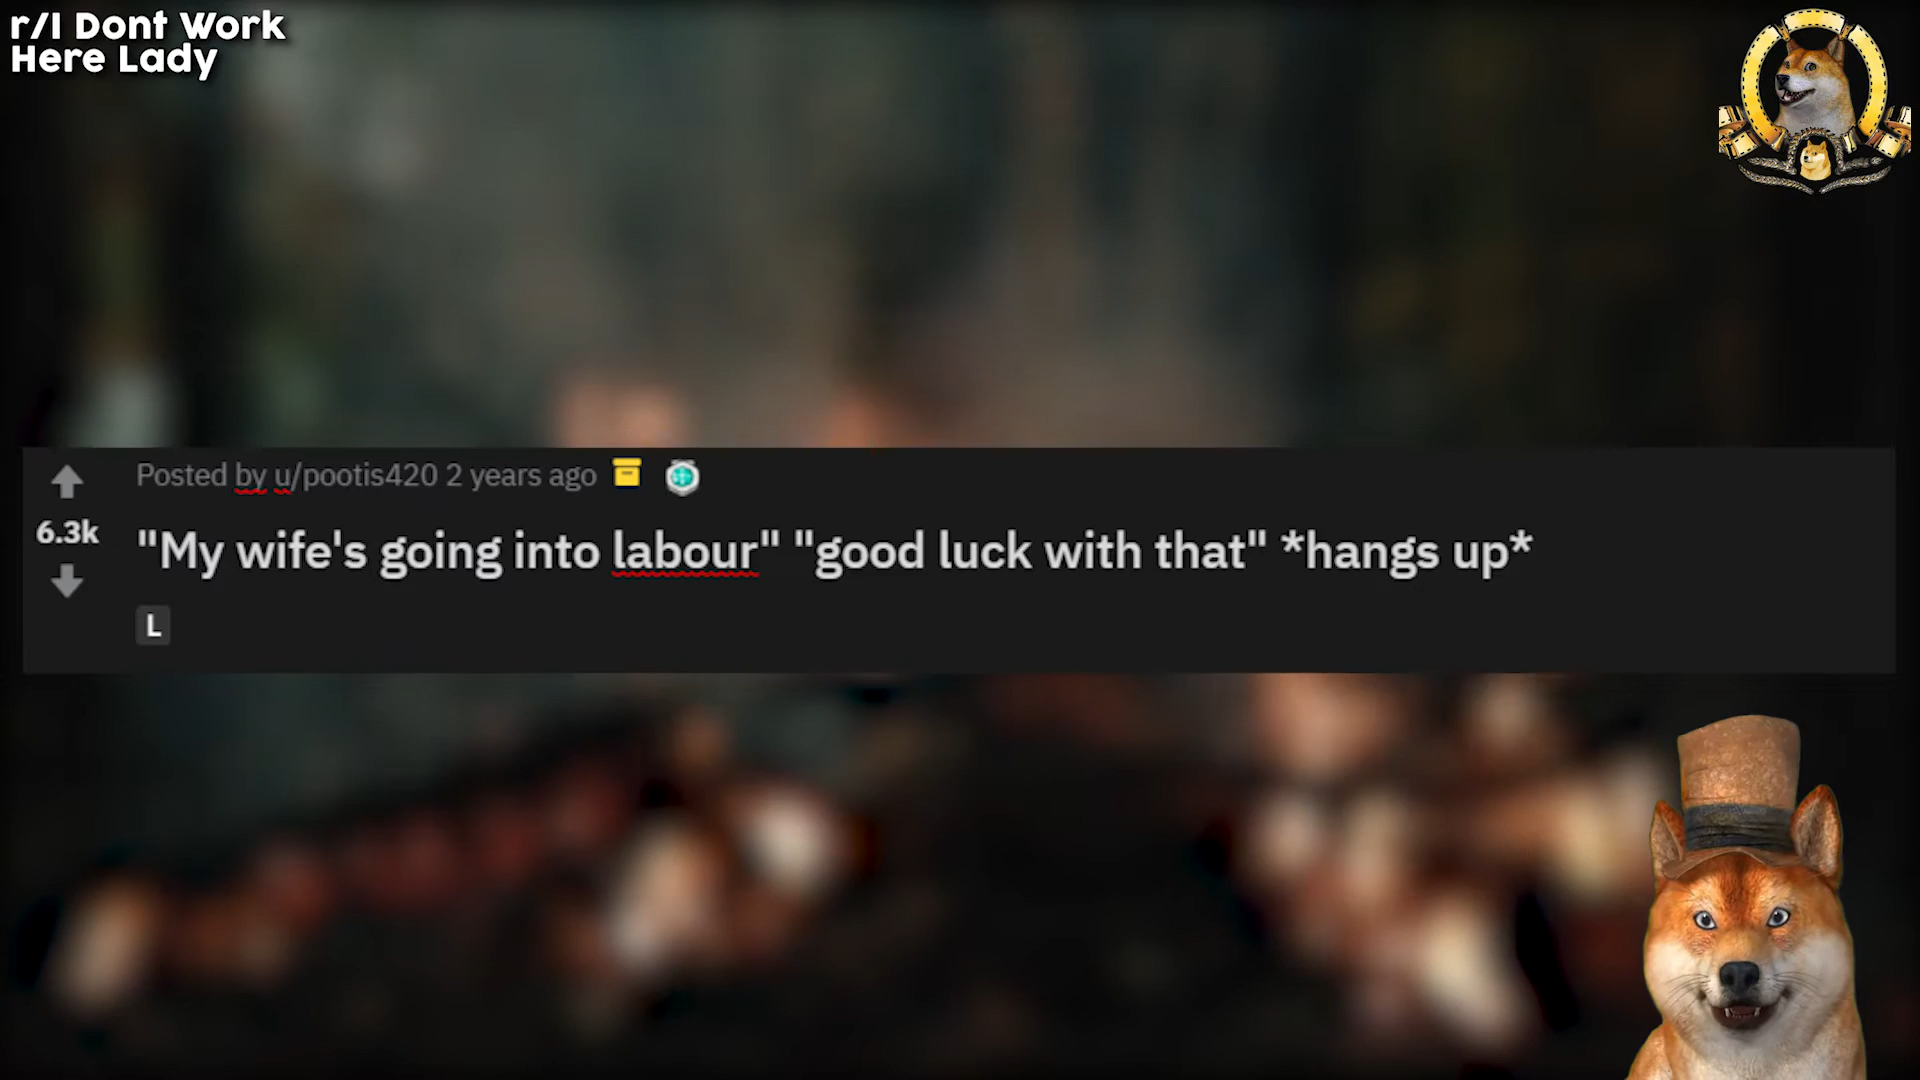 r/I Dont Work
Here Lady
Posted by u/pootis420 2 years ago
6.3k
"My wife's going into labour" "good luck with that" *hangs up*
L